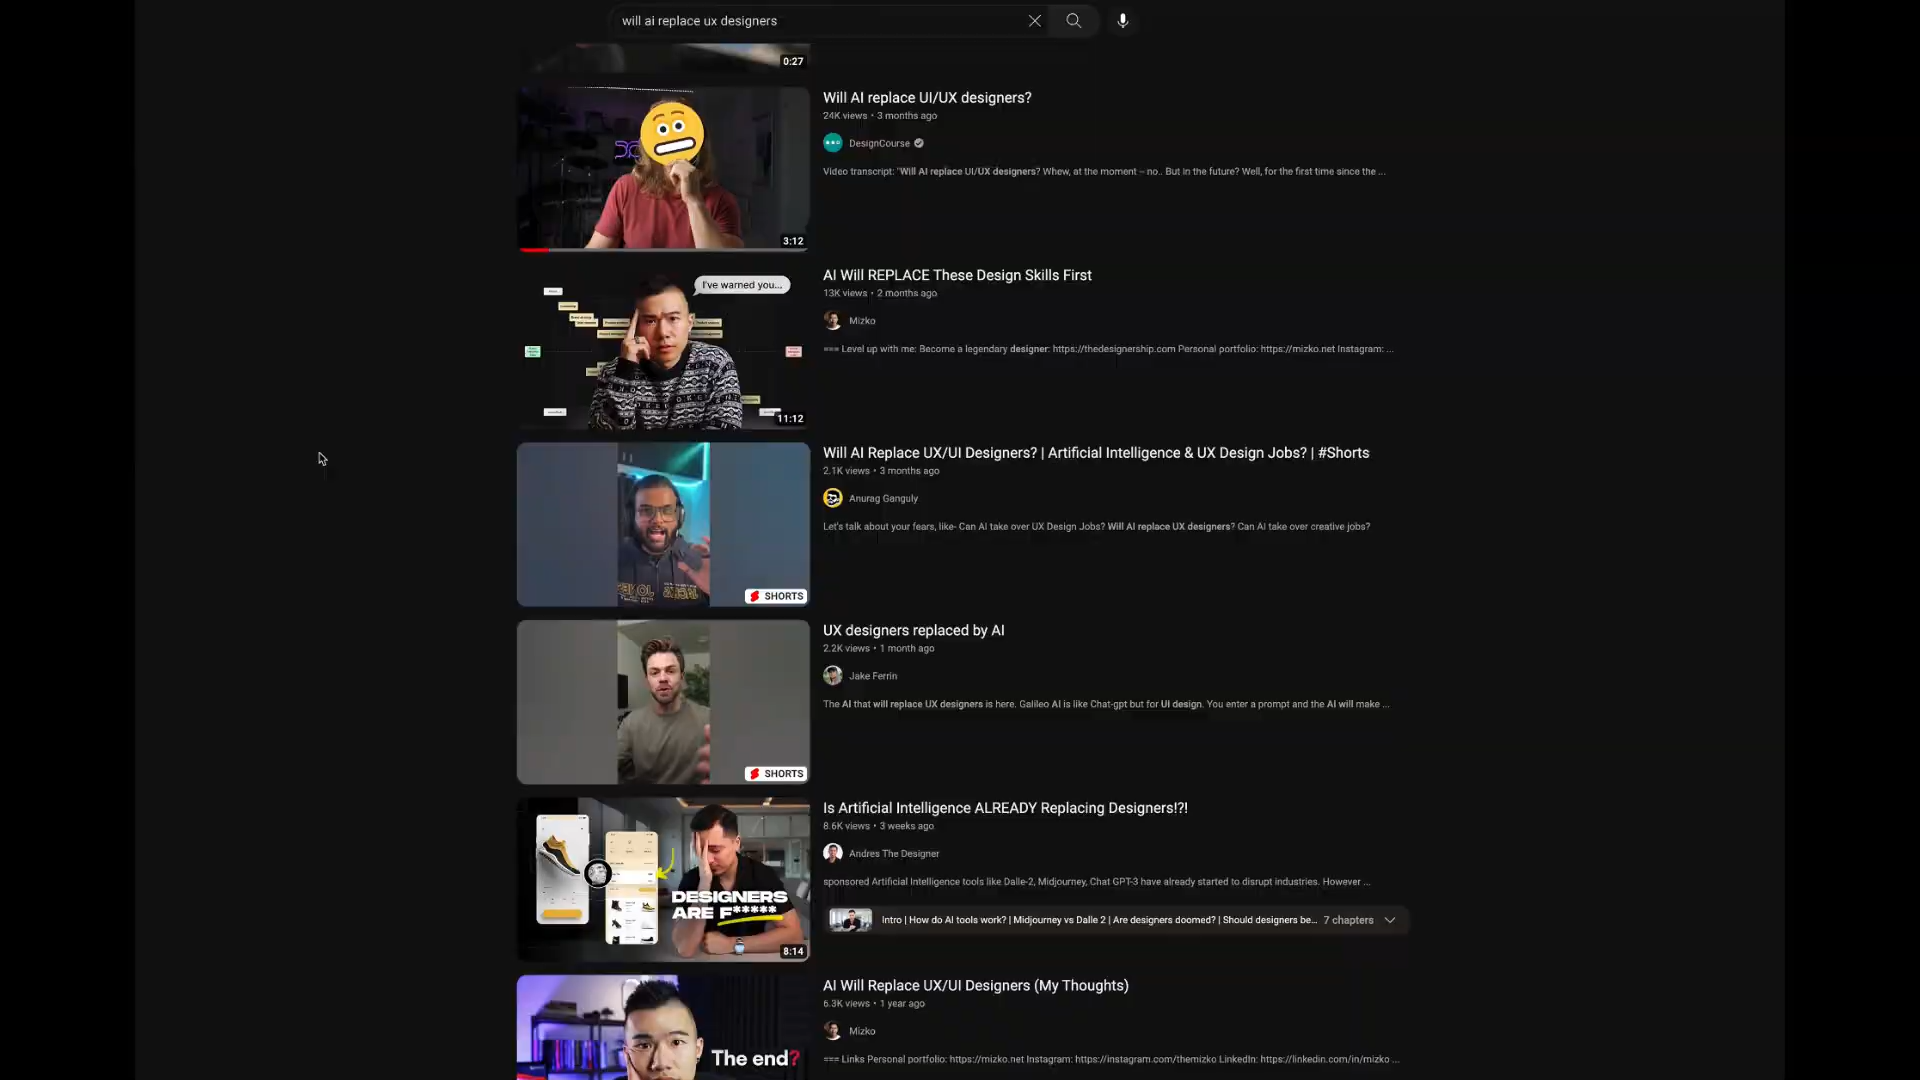 will ai replace ux designers
0:27
Will AI replace UI/UX designers?
24K views • 3 months ago
DesignCourse
Video transcript: "Will AI replace UI/UX designers? Whew, at the moment – no.. But in the future? Well, for the first time since the ...
3:12
AI Will REPLACE These Design Skills First
I've warned you...
13K views • 2 months ago
Mizko
=== Level up with me: Become a legendary designer: https://thedesignership.com Personal portfolio: https://mizko.net Instagram: ...
11:12
Will AI Replace UX/UI Designers? | Artificial Intelligence & UX Design Jobs? | #Shorts
2.1K views • 3 months ago
Anurag Ganguly
Let's talk about your fears, like- Can AI take over UX Design Jobs? Will AI replace UX designers? Can AI take over creative jobs?
SHORTS
UX designers replaced by AI
2.2K views • 1 month ago
Jake Ferrin
The AI that will replace UX designers is here. Galileo AI is like Chat-gpt but for UI design. You enter a prompt and the AI will make ...
SHORTS
Is Artificial Intelligence ALREADY Replacing Designers!?!
8.6K views • 3 weeks ago
Andres The Designer
sponsored Artificial Intelligence tools like Dalle-2, Midjourney, Chat GPT-3 have already started to disrupt industries. However ...
DESIGNERS
ARE F*****
Intro | How do AI tools work? | Midjourney vs Dalle 2 | Are designers doomed? | Should designers be... 7 chapters
8:14
AI Will Replace UX/UI Designers (My Thoughts)
6.3K views • 1 year ago
Mizko
The end?
=== Links Personal portfolio: https://mizko.net Instagram: https://instagram.com/themizko LinkedIn: https://linkedin.com/in/mizko ...